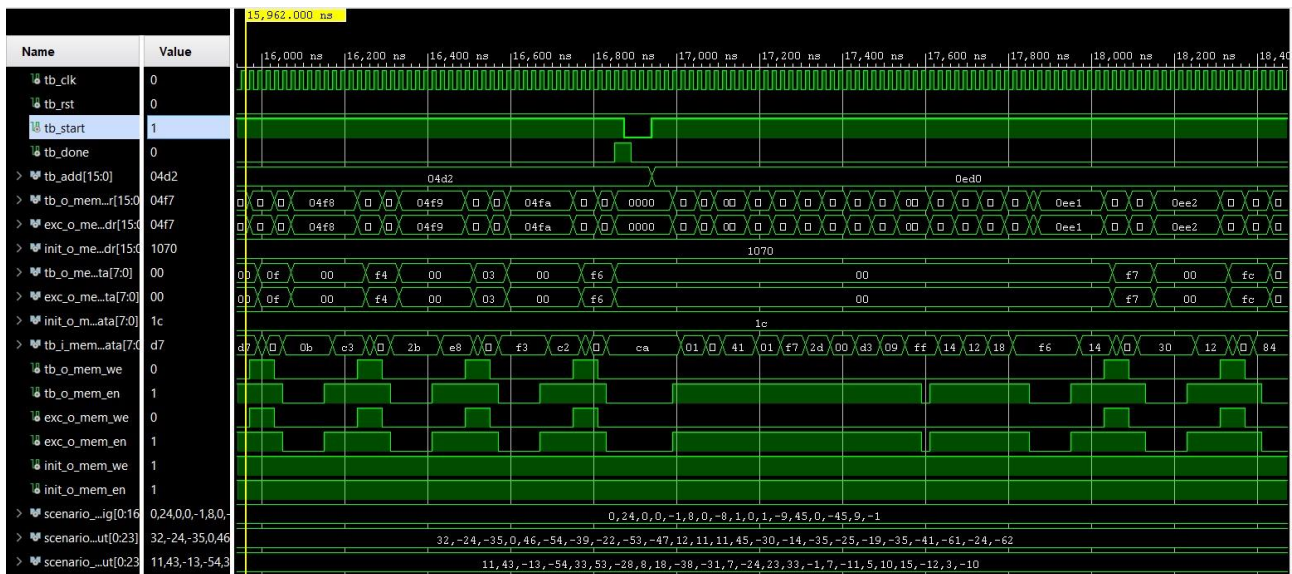 15,962.000 ns
Name Value
16,000 ns 16,200 ns 16,400 ns 16,600 ns 16,800 ns 17,000 ns 17,200 ns 17,400 ns 17,600 ns 17,800 ns 18,000 ns 18,200 ns 18,40
tb_clk 0
tb_rst 0
tb_start 1
tb_done 0
tb_add[15:0] 04d2 04d2 0ed0
tb_o_mem...r[15:0 04f7 04f8 04f9 04fa 0000 00 00 0ee1 0ee2
exc_o_me...dr[15:0 04f7 04f8 04f9 04fa 0000 00 00 0ee1 0ee2
init_o_me...dr[15:0 1070 1070
tb_o_me...ta[7:0] 00 00 0f 00 f4 00 03 00 f6 00 f7 00 fc
exc_o_me...ta[7:0] 00 00 0f 00 f4 00 03 00 f6 00 f7 00 fc
init_o_m...ata[7:0] 1c 1c
tb_i_mem...ata[7:0 d7 d7 0b c3 2b e8 f3 c2 ca 01 41 01 f7 2d 00 d3 09 ff 14 12 18 f6 14 30 12 84
tb_o_mem_we 0
tb_o_mem_en 1
exc_o_mem_we 0
exc_o_mem_en 1
init_o_mem_we 1
init_o_mem_en 1
scenario_...ig[0:16 0,24,0,0,-1,8,0,- 0,24,0,0,-1,8,0,-8,1,0,1,-9,45,0,-45,9,-1
scenario...ut[0:23] 32,-24,-35,0,46 32,-24,-35,0,46,-54,-39,-22,-53,-47,12,11,11,45,-30,-14,-35,-25,-19,-35,-41,-61,-24,-62
scenario_...ut[0:23 11,43,-13,-54,3 11,43,-13,-54,33,53,-28,8,18,-38,-31,7,-24,23,33,-1,7,-11,5,10,15,-12,3,-10